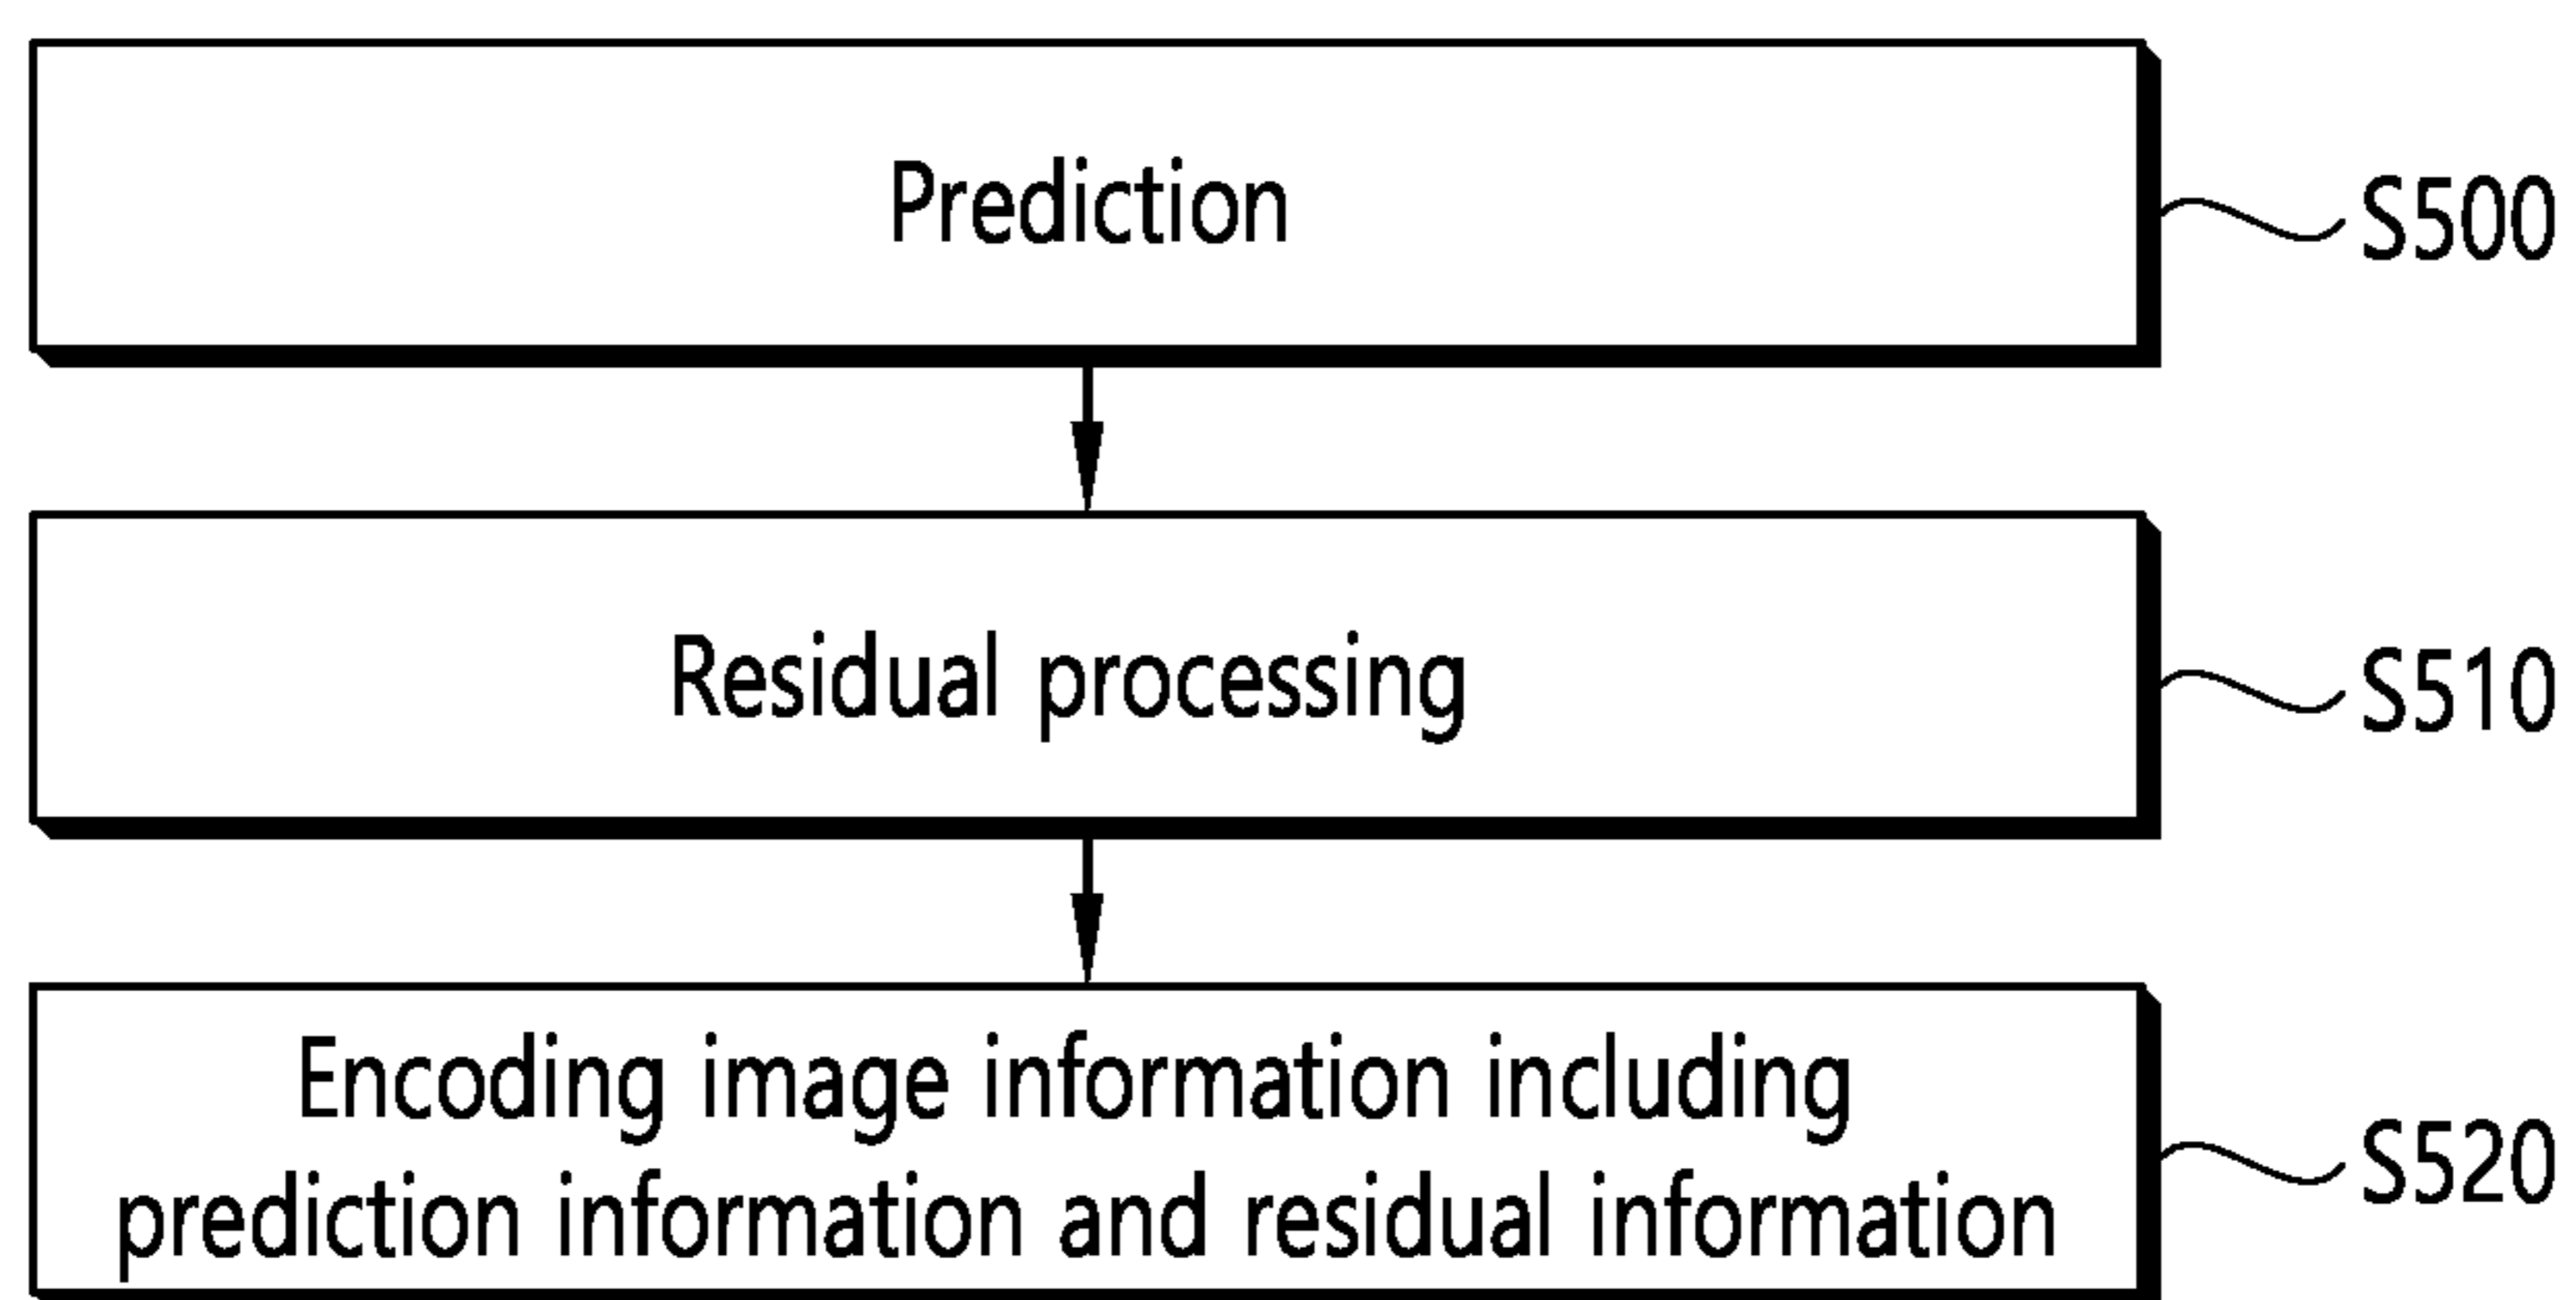 Prediction
S500
Residual processing
S510
Encoding image information including
prediction information and residual information
S520